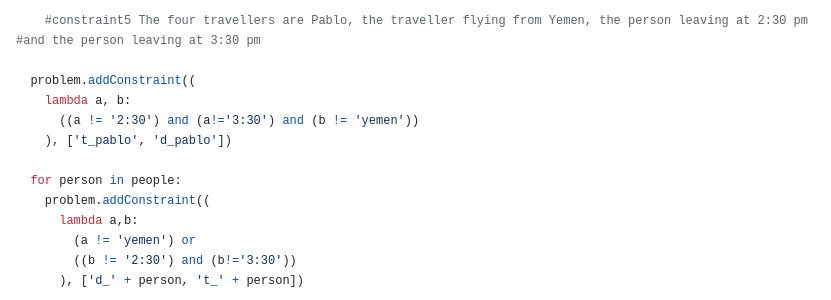 #constraint5 The four travellers are Pablo, the traveller flying from Yemen, the person leaving at 2:30 pm
#and the person leaving at 3:30 pm
problem.addConstraint((
lambda a, b:
((a != '2:30') and (a!='3:30') and (b != 'yemen'))
), ['t_pablo', 'd_pablo'])
for person in people:
problem.addConstraint((
lambda a,b:
(a != 'yemen') or
((b != '2:30') and (b!='3:30'))
), ['d_' + person, 't_' + person])